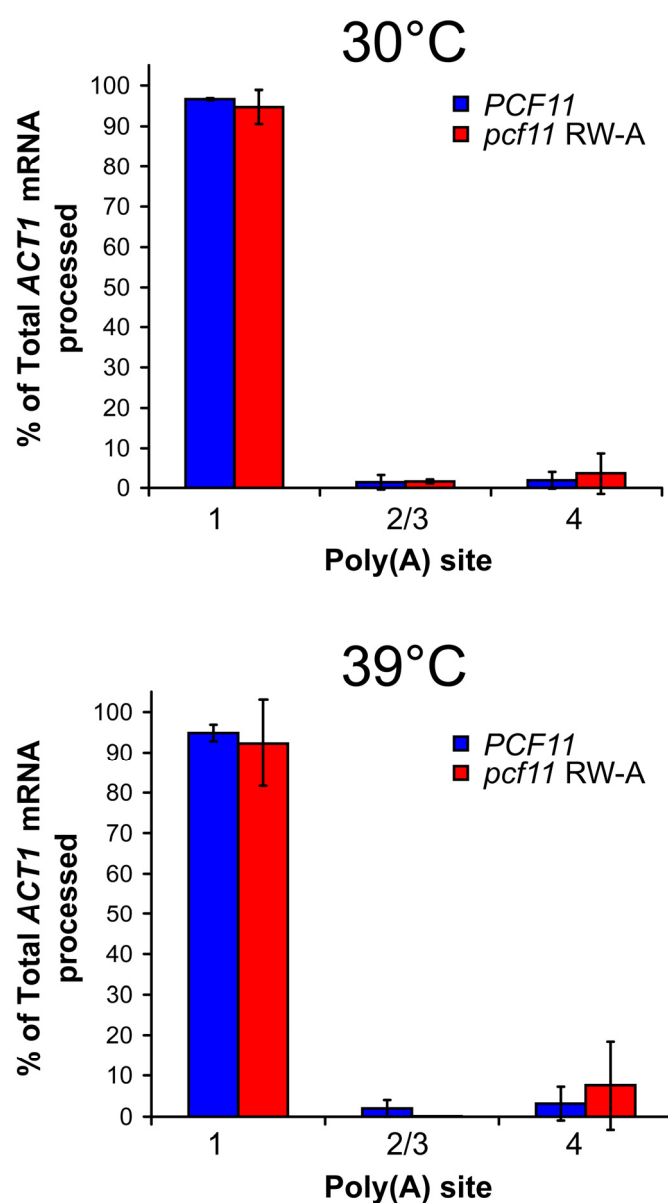 30°C
PCF11
pcf11 RW-A
% of Total ACT1 mRNA
processed
100
90
80
70
60
50
40
30
20
10
0
1 2/3 4
Poly(A) site
39°C
PCF11
pcf11 RW-A
% of Total ACT1 mRNA
processed
100
90
80
70
60
50
40
30
20
10
0
1 2/3 4
Poly(A) site